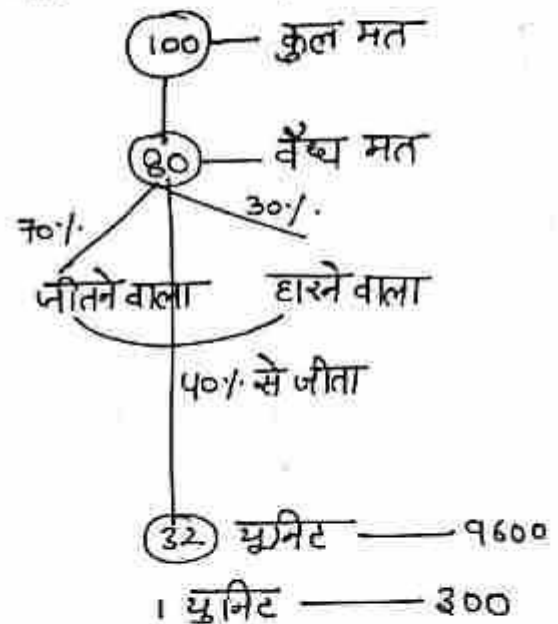 100 — कुल मत
80 — वैध्य मत
70% 30%
जीतने वाला हारने वाला
40% से जीता
32 यूनिट — 9600
1 युनिट — 300